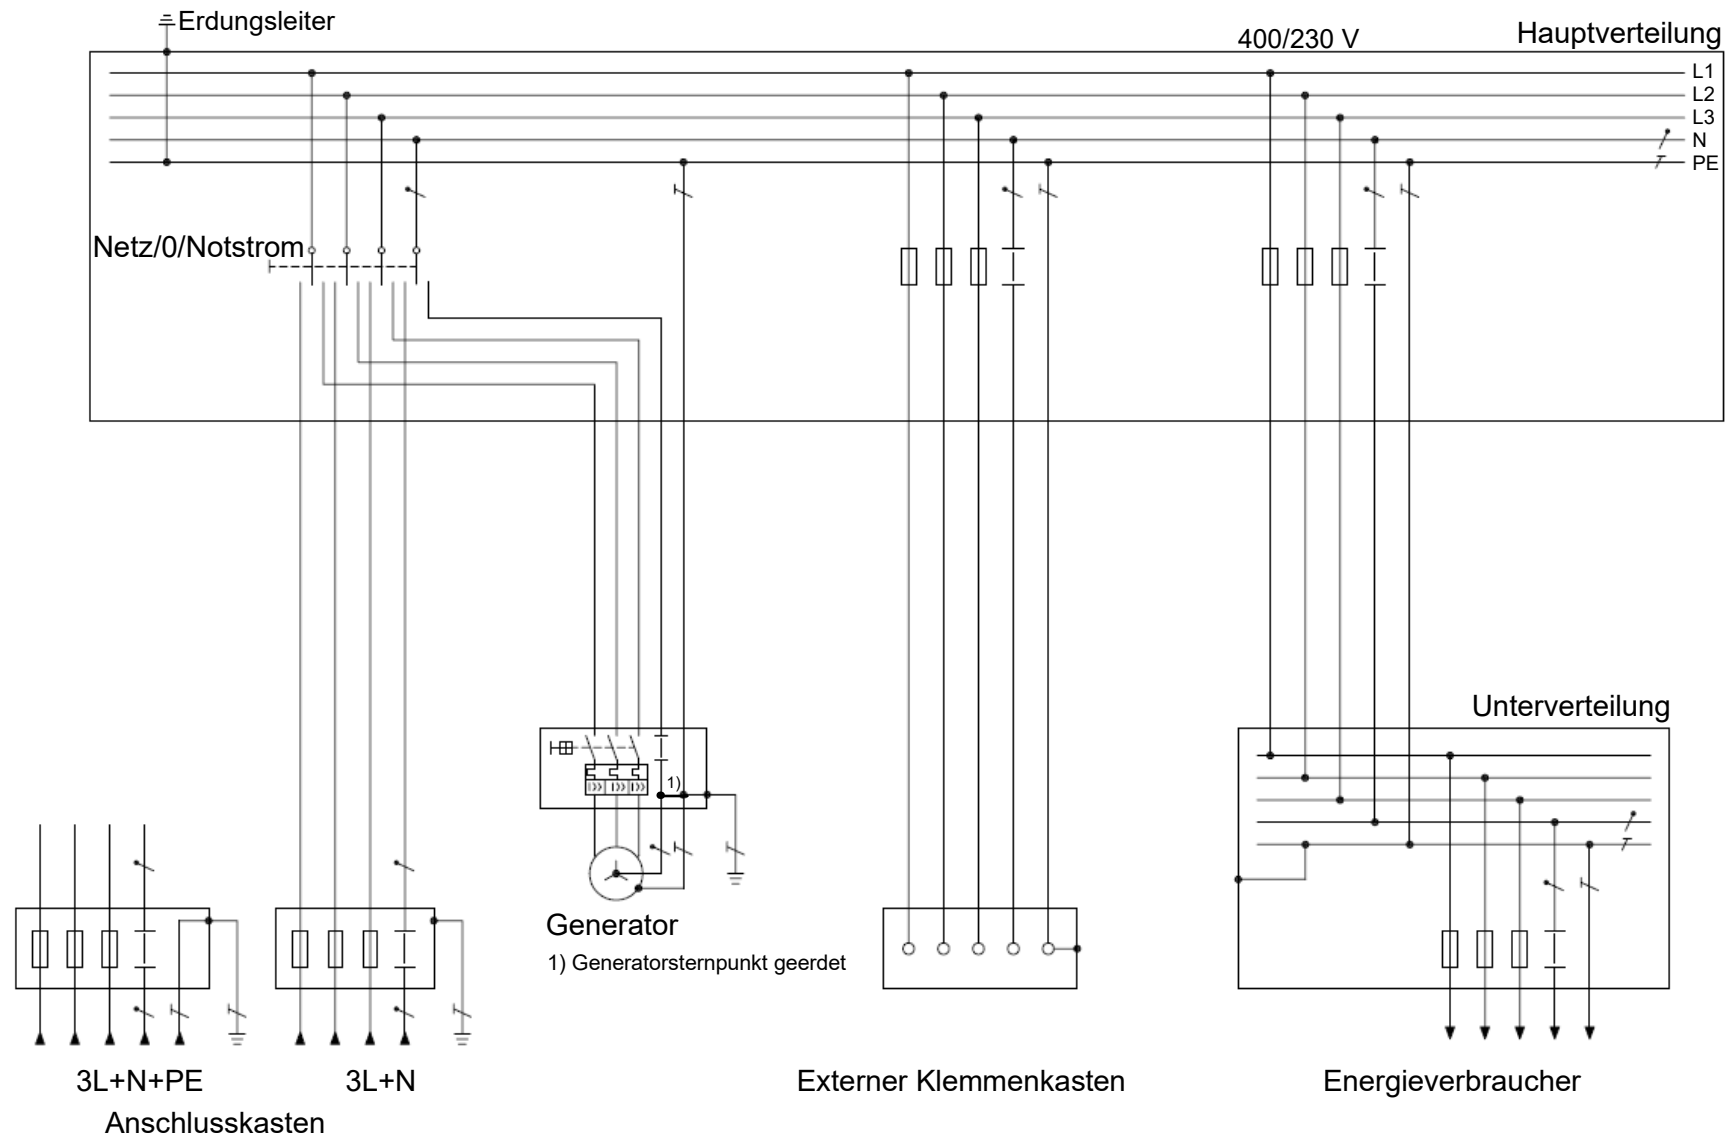 Erdungsleiter
400/230 V
Hauptverteilung
L1
L2
L3
N
PE
Netz/0/Notstrom
Unterverteilung
1)
Generator
1) Generatorsternpunkt geerdet
3L+N+PE
3L+N
Externer Klemmenkasten
Energieverbraucher
Anschlusskasten